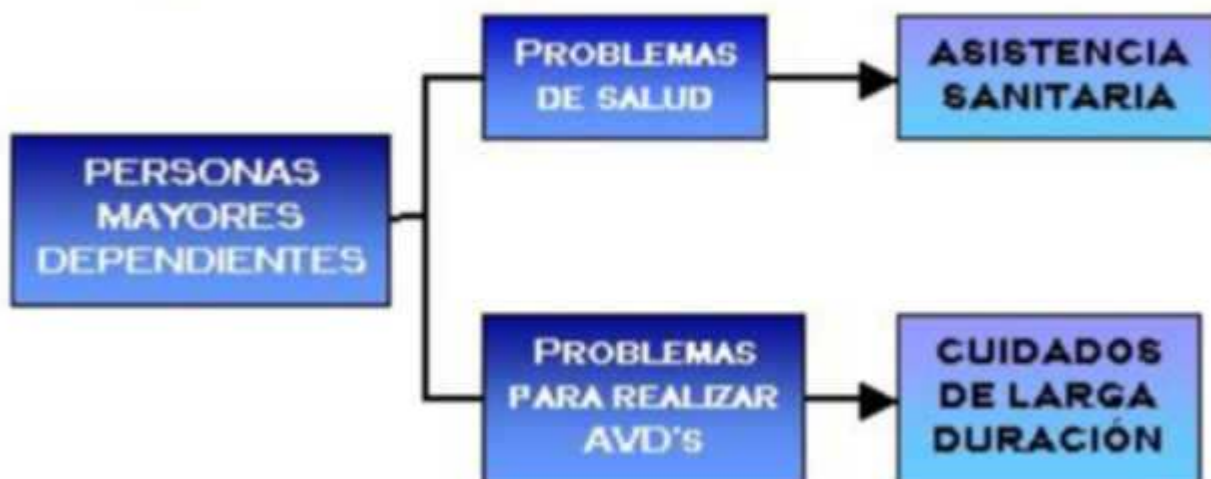 PROBLEMAS
DE SALUD
ASISTENCIA
SANITARIA
PERSONAS
MAYORES
DEPENDIENTES
PROBLEMAS
PARA REALIZAR
AVD's
CUIDADOS
DE LARGA
DURACIÓN